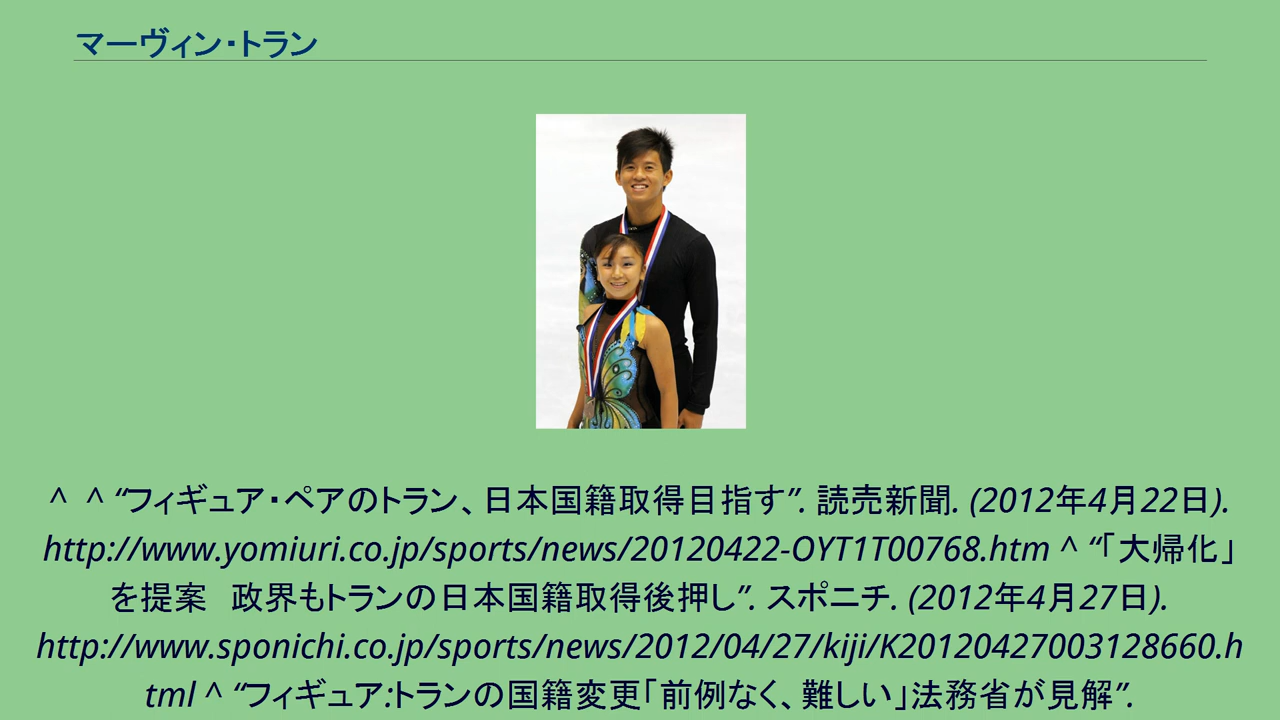 マーヴィン・トラン
^ ^ “フィギュア・ペアのトラン、日本国籍取得目指す”. 読売新聞. (2012年4月22日).
http://www.yomiuri.co.jp/sports/news/20120422-OYT1T00768.htm ^ “「大帰化」
を提案　政界もトランの日本国籍取得後押し”. スポニチ. (2012年4月27日).
http://www.sponichi.co.jp/sports/news/2012/04/27/kiji/K20120427003128660.h
tml ^ “フィギュア:トランの国籍変更「前例なく、難しい」法務省が見解”.